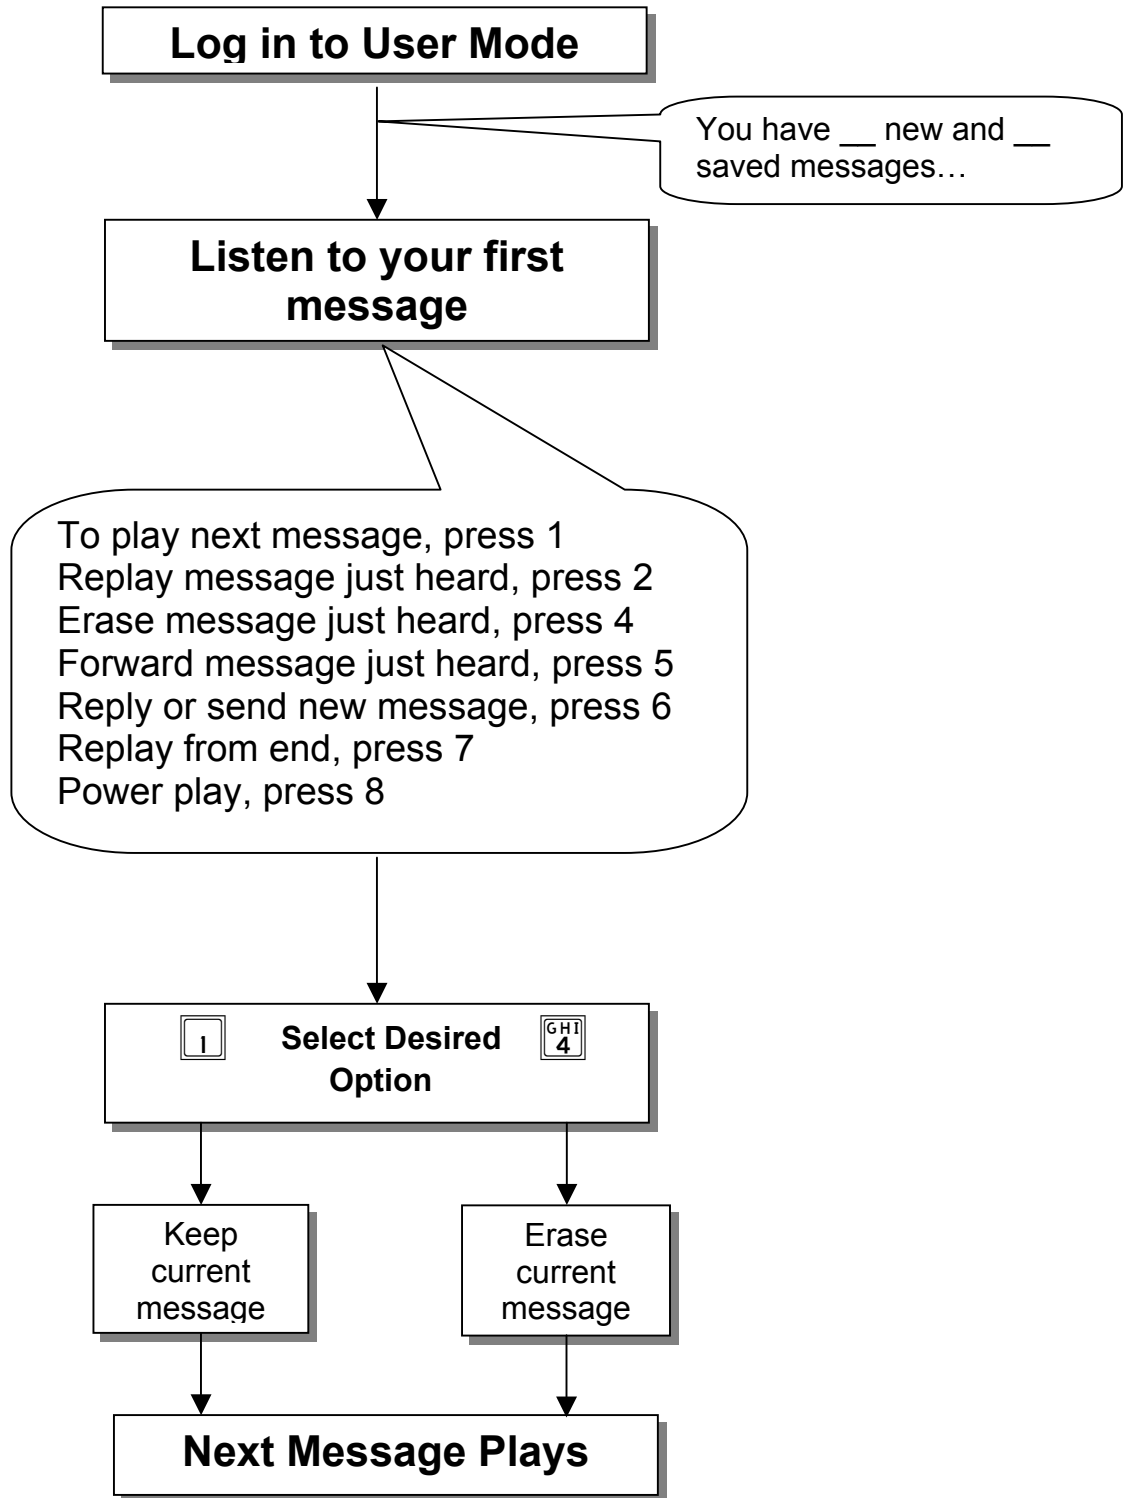 Log in to User Mode
You have __ new and __
saved messages…
Listen to your first
message
To play next message, press 1
Replay message just heard, press 2
Erase message just heard, press 4
Forward message just heard, press 5
Reply or send new message, press 6
Replay from end, press 7
Power play, press 8
1 Select Desired GHI 4
Option
Keep
current
message
Erase
current
message
Next Message Plays